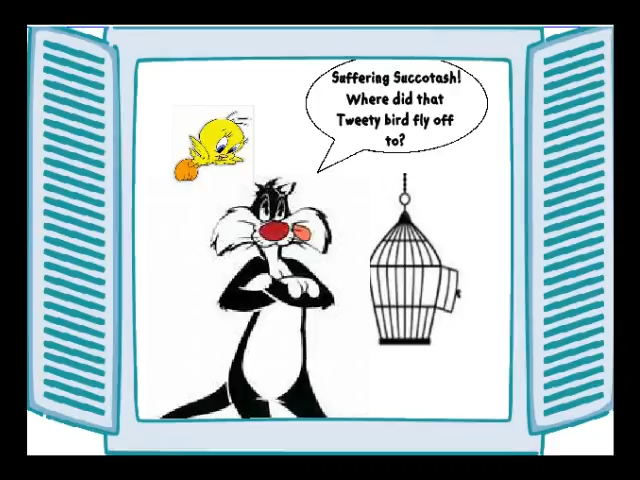 Suffering Succotash!
Where did that
Tweety bird fly off
to?